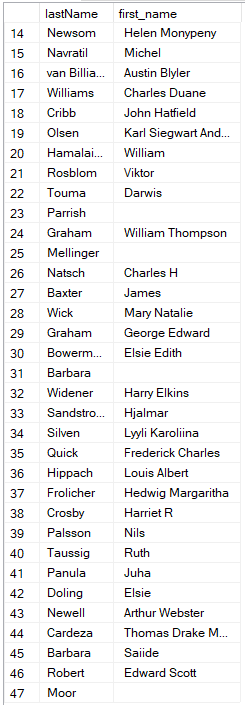 lastName first_name
14 Newsom Helen Monypeny
15 Navratil Michel
16 van Billia... Austin Blyler
17 Williams Charles Duane
18 Cribb John Hatfield
19 Olsen Karl Siegwart And...
20 Hamalai... William
21 Rosblom Viktor
22 Touma Darwis
23 Parrish
24 Graham William Thompson
25 Mellinger
26 Natsch Charles H
27 Baxter James
28 Wick Mary Natalie
29 Graham George Edward
30 Bowerm... Elsie Edith
31 Barbara
32 Widener Harry Elkins
33 Sandstro... Hjalmar
34 Silven Lyyli Karoliina
35 Quick Frederick Charles
36 Hippach Louis Albert
37 Frolicher Hedwig Margaritha
38 Crosby Harriet R
39 Palsson Nils
40 Taussig Ruth
41 Panula Juha
42 Doling Elsie
43 Newell Arthur Webster
44 Cardeza Thomas Drake M...
45 Barbara Saiide
46 Robert Edward Scott
47 Moor